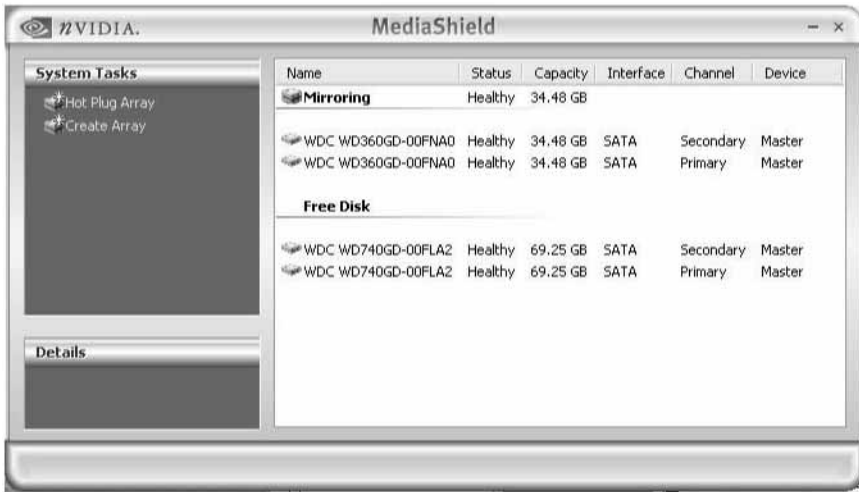 nVIDIA. MediaShield
System Tasks
Hot Plug Array
Create Array
Details
Name Status Capacity Interface Channel Device
Mirroring Healthy 34.48 GB
WDC WD360GD-00FNA0 Healthy 34.48 GB SATA Secondary Master
WDC WD360GD-00FNA0 Healthy 34.48 GB SATA Primary Master
Free Disk
WDC WD740GD-00FLA2 Healthy 69.25 GB SATA Secondary Master
WDC WD740GD-00FLA2 Healthy 69.25 GB SATA Primary Master